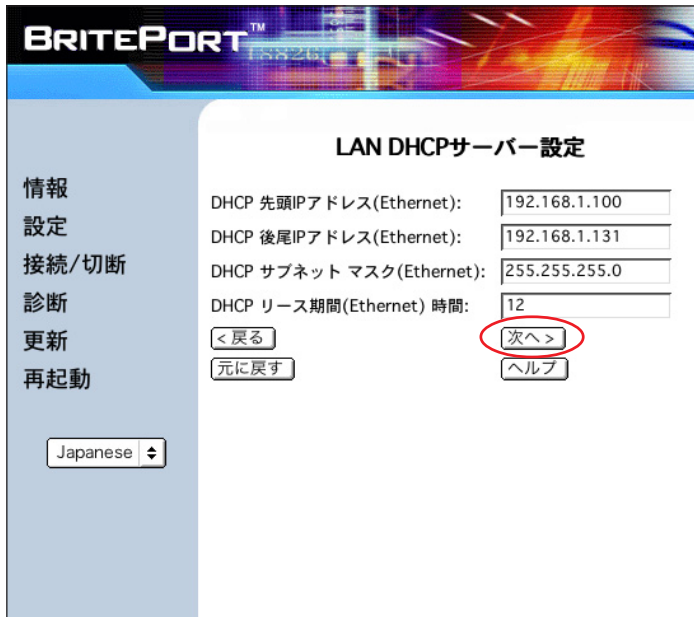 BRITEPORT™
LAN DHCPサーバー設定
情報
設定
接続/切断
診断
更新
再起動
Japanese
DHCP 先頭IPアドレス(Ethernet): 192.168.1.100
DHCP 後尾IPアドレス(Ethernet): 192.168.1.131
DHCP サブネット マスク(Ethernet): 255.255.255.0
DHCP リース期間(Ethernet) 時間: 12
< 戻る 次へ >
元に戻す ヘルプ